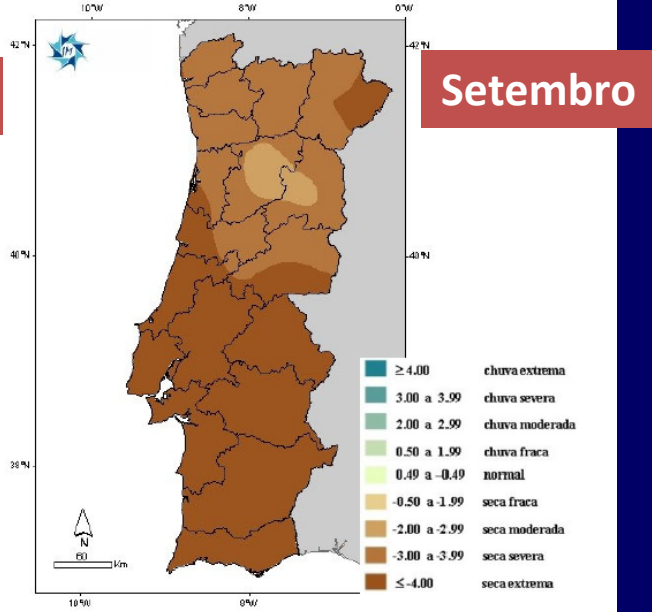 10°W 8°W 0°W
42°N 42°N
IM
Setembro
40°N 40°N
≥ 4.00 chuva extrema
3.00 a 3.99 chuva severa
2.00 a 2.99 chuva moderada
0.50 a 1.99 chuva fraca
0.49 a -0.49 normal
-0.50 a -1.99 seca fraca
-2.00 a -2.99 seca moderada
-3.00 a -3.99 seca severa
≤ -4.00 seca extrema
38°N
N
60
Km
10°W 8°W